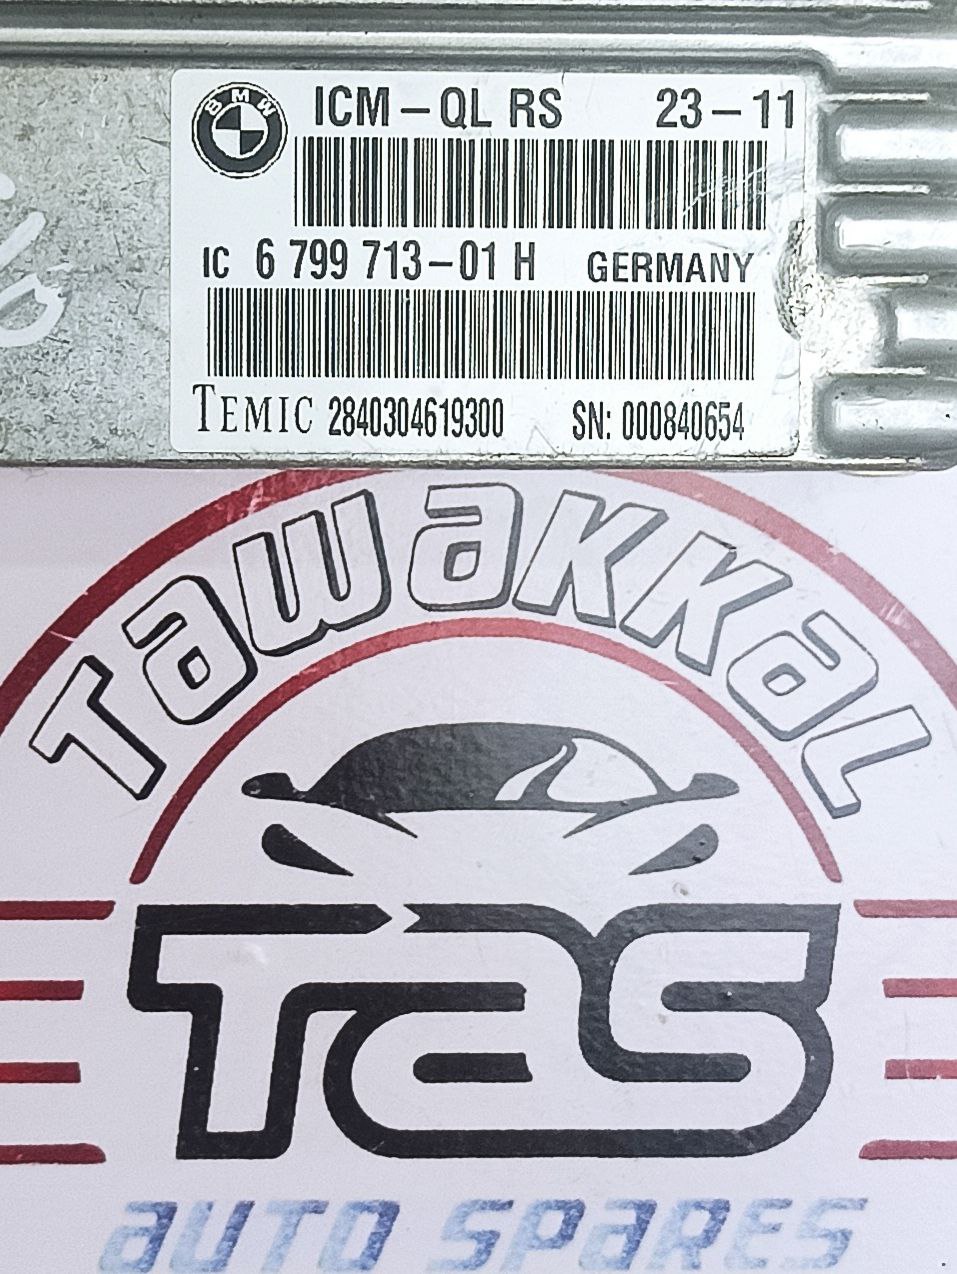 BMW
ICM-QL RS 23-11
IC 6 799 713-01 H GERMANY
TEMIC 2840304619300 SN: 000840654
TAWAKKAL
TAS
AUTO SPARES